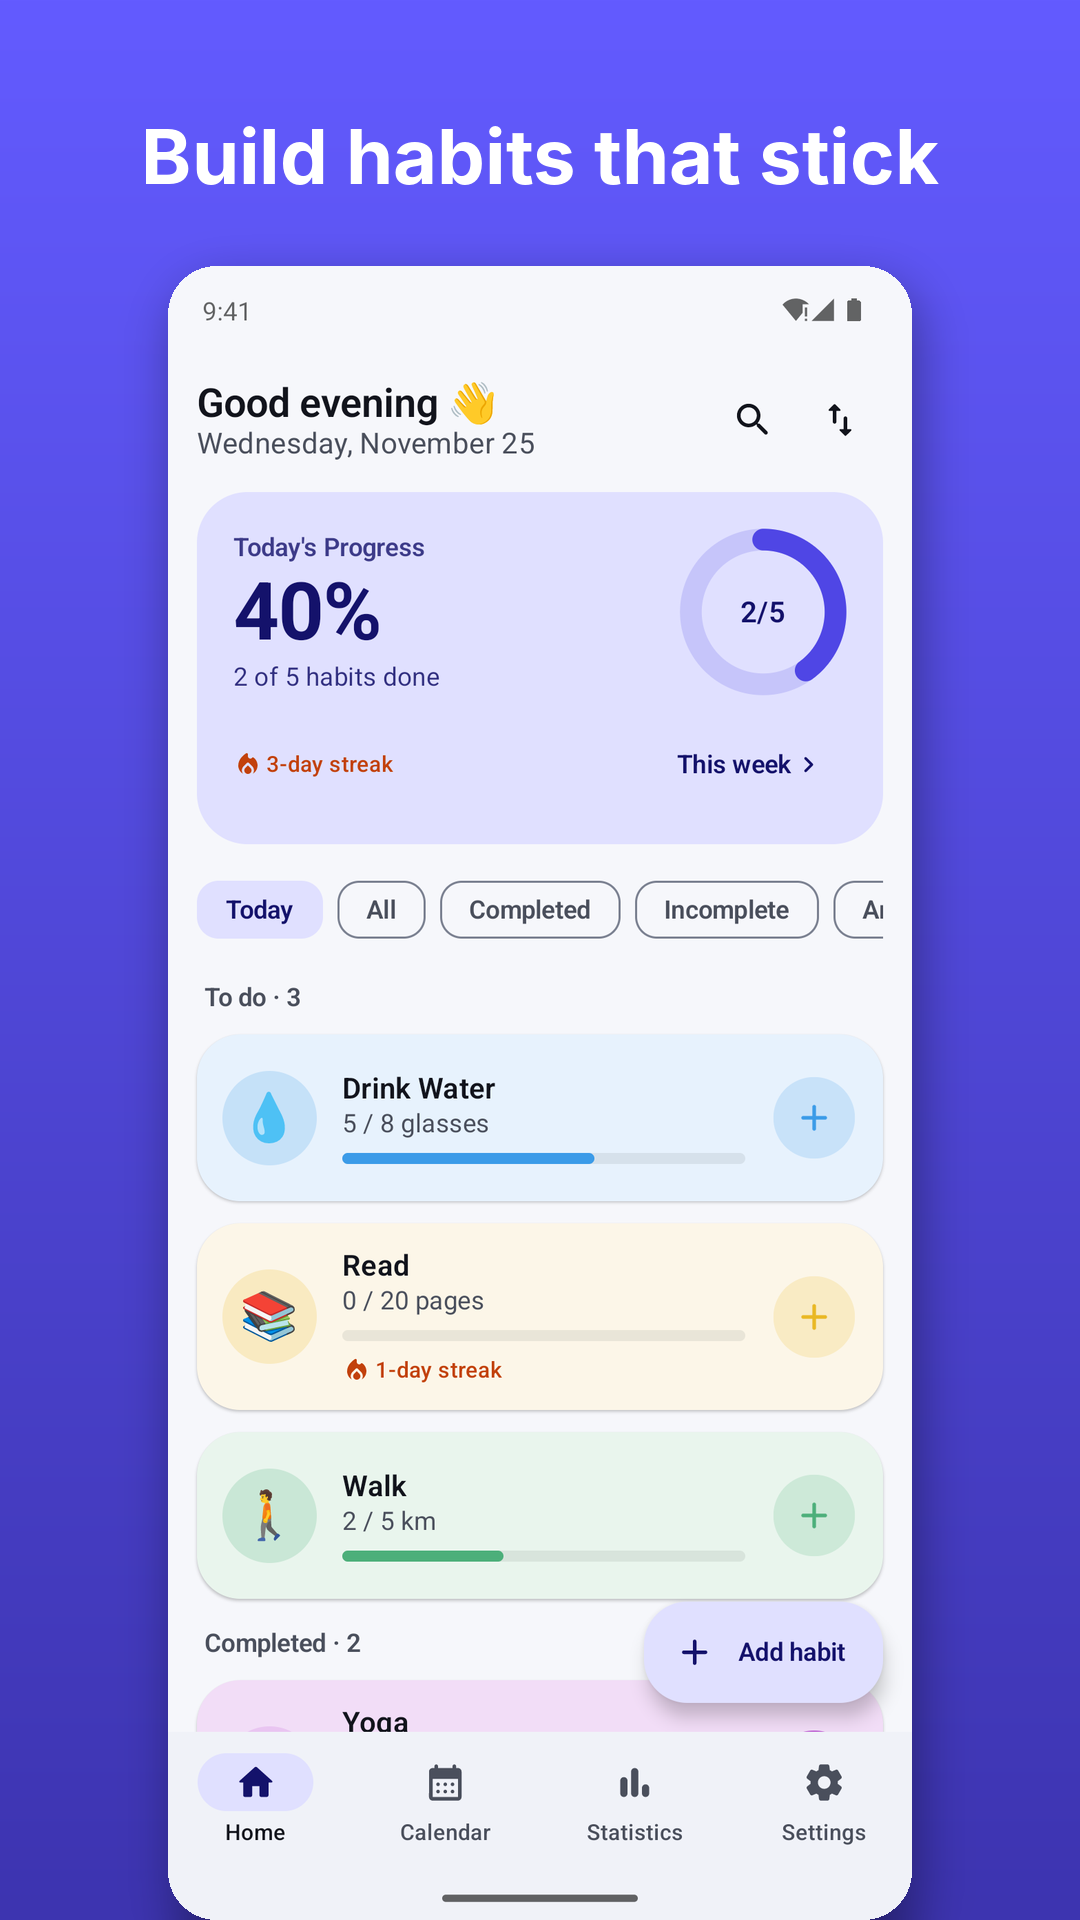 Build habits that stick
9:41
Good evening 👋
Wednesday, November 25
Today's Progress
40%
2 of 5 habits done
2/5
3-day streak
This week
Today
All
Completed
Incomplete
To do · 3
Drink Water
5 / 8 glasses
Read
0 / 20 pages
1-day streak
Walk
2 / 5 km
Completed · 2
Add habit
Yoga
Home
Calendar
Statistics
Settings